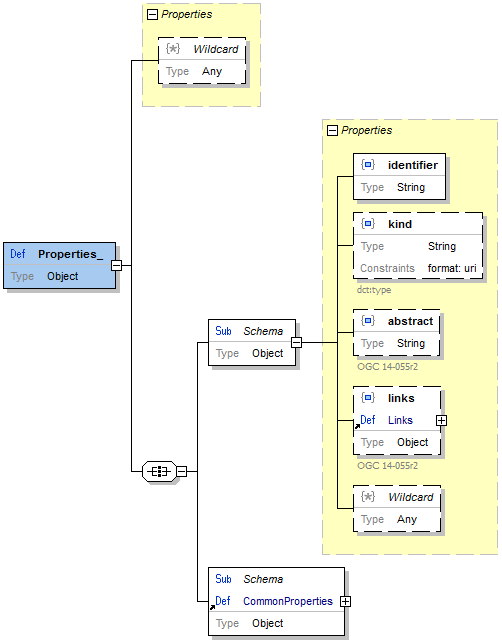 Properties
{*} Wildcard
Type Any
Properties
{} identifier
Type String
{} kind
Type String
Constraints format: uri
dct:type
Def Properties_
Type Object
{} abstract
Type String
OGC 14-055r2
Sub Schema
Type Object
{} links
Def Links
Type Object
OGC 14-055r2
{*} Wildcard
Type Any
Sub Schema
Def CommonProperties
Type Object